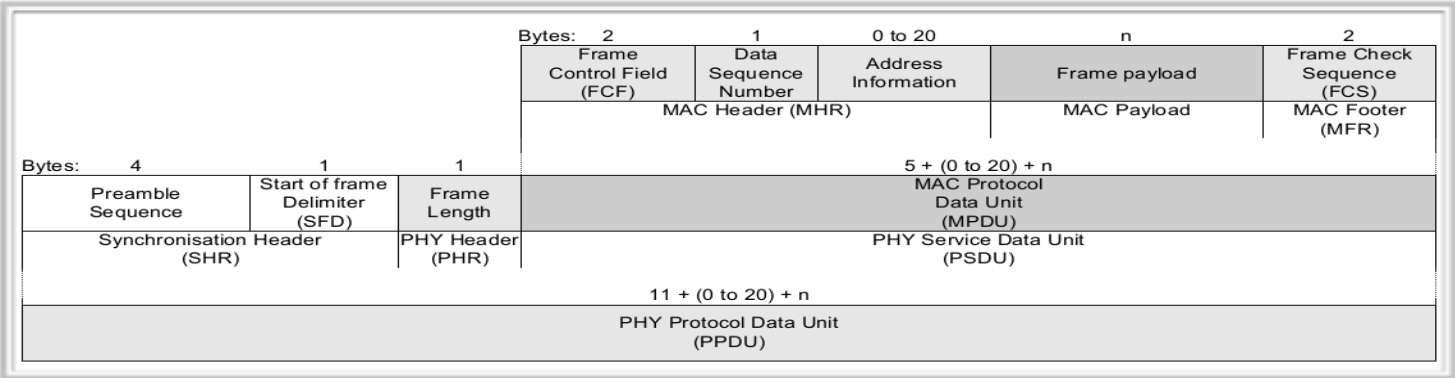 Bytes: 2 1 0 to 20 n 2
Frame Control Field (FCF) Data Sequence Number Address Information Frame payload Frame Check Sequence (FCS)
MAC Header (MHR) MAC Payload MAC Footer (MFR)
Bytes: 4 1 1 5 + (0 to 20) + n
Preamble Sequence Start of frame Delimiter (SFD) Frame Length MAC Protocol Data Unit (MPDU)
Synchronisation Header (SHR) PHY Header (PHR) PHY Service Data Unit (PSDU)
11 + (0 to 20) + n
PHY Protocol Data Unit
(PPDU)